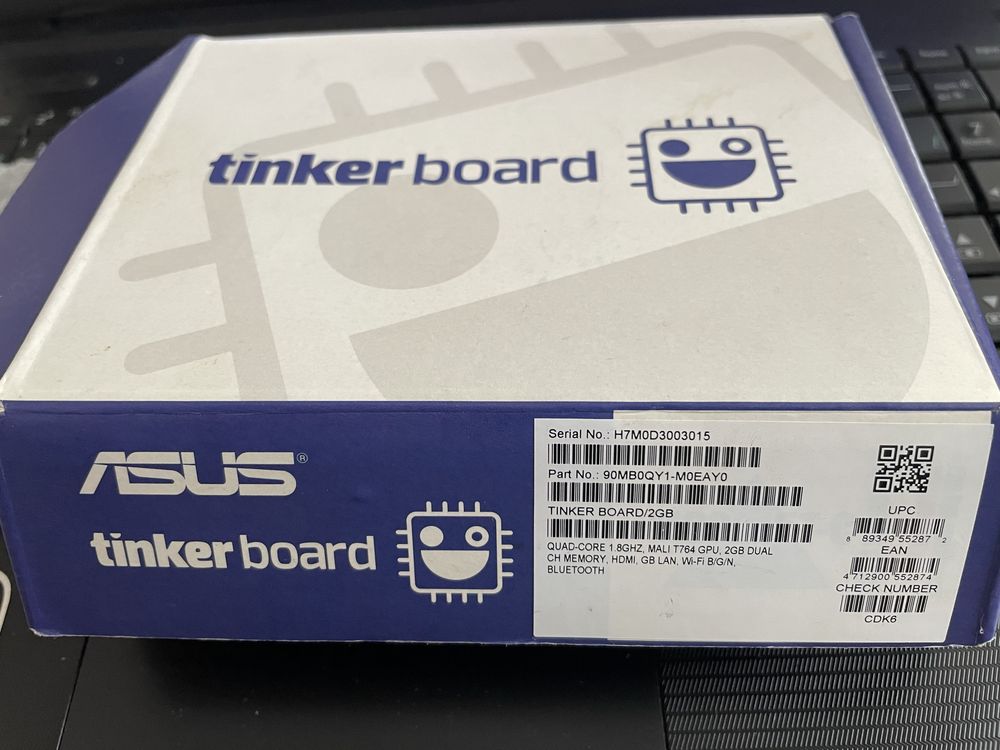 tinker board
ASUS®
tinker board
Serial No.: H7M0D3003015
Part No.: 90MB0QY1-M0EAY0
TINKER BOARD/2GB
QUAD-CORE 1.8GHZ, MALI T764 GPU, 2GB DUAL
CH MEMORY, HDMI, GB LAN, Wi-Fi B/G/N,
BLUETOOTH
UPC
8 89349 55287 2
EAN
4 712900 552874
CHECK NUMBER
CDK6
7
Home